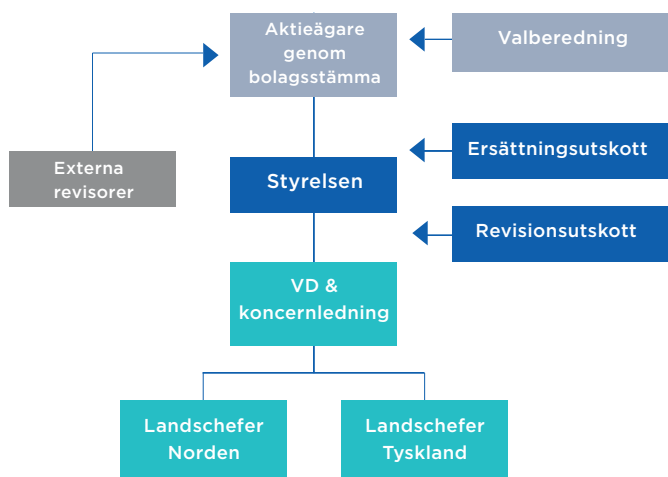 Aktieägare
genom
bolagsstämma
Valberedning
Externa
revisorer
Styrelsen
Ersättningsutskott
Revisionsutskott
VD &
koncernledning
Landschefer
Norden
Landschefer
Tyskland